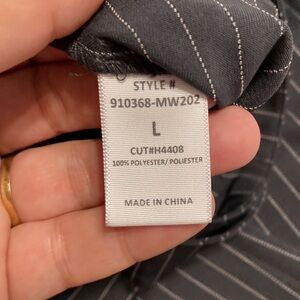 STYLE #
910368-MW202
L
CUT#H4408
100% POLYESTER/ POLIESTER
MADE IN CHINA